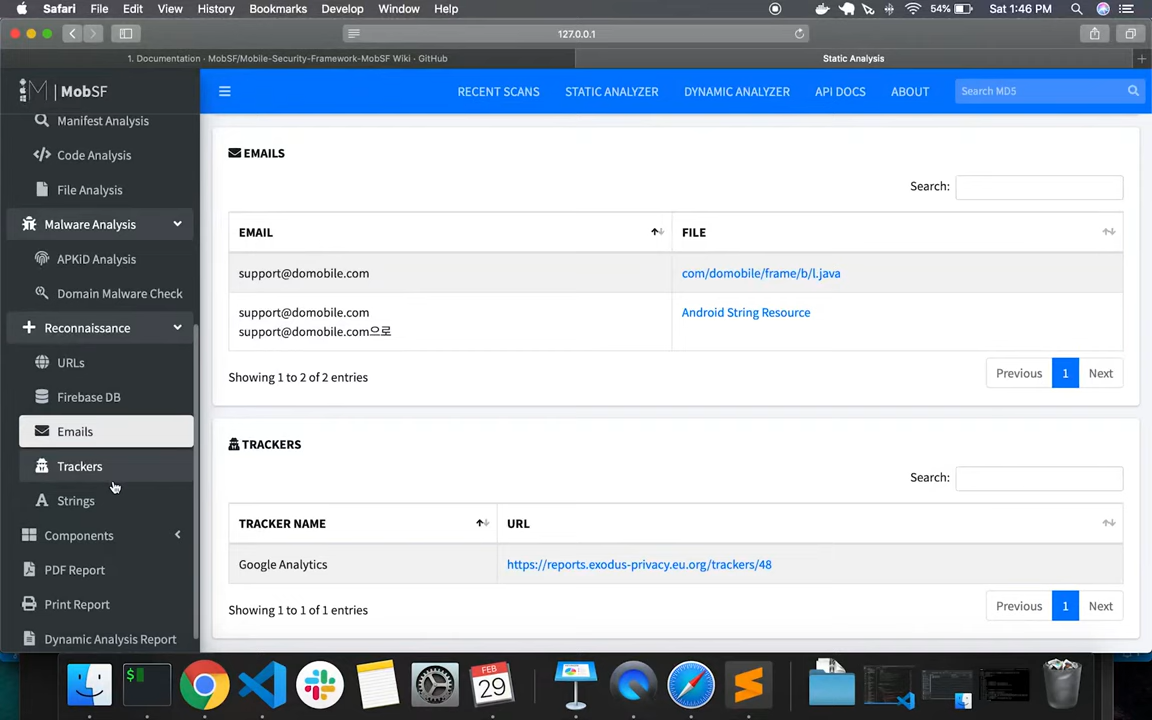 Safari File Edit View History Bookmarks Develop Window Help 54% Sat 1:46 PM
127.0.0.1
1. Documentation · MobSF/Mobile-Security-Framework-MobSF Wiki · GitHub
Static Analysis
MobSF
RECENT SCANS STATIC ANALYZER DYNAMIC ANALYZER API DOCS ABOUT Search MD5
Manifest Analysis
Code Analysis
File Analysis
Malware Analysis
APKiD Analysis
Domain Malware Check
Reconnaissance
URLs
Firebase DB
Emails
Trackers
Strings
Components
PDF Report
Print Report
Dynamic Analysis Report
EMAILS
Search:
EMAIL FILE
support@domobile.com com/domobile/frame/b/l.java
support@domobile.com Android String Resource
support@domobile.com으로
Showing 1 to 2 of 2 entries Previous 1 Next
TRACKERS
Search:
TRACKER NAME URL
Google Analytics https://reports.exodus-privacy.eu.org/trackers/48
Showing 1 to 1 of 1 entries Previous 1 Next
FEB
29